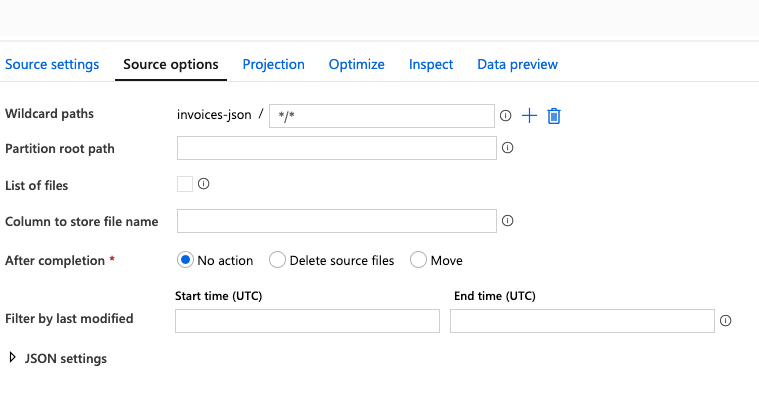 Source settings Source options Projection Optimize Inspect Data preview
Wildcard paths invoices-json / */*
Partition root path
List of files
Column to store file name
After completion * No action Delete source files Move
Start time (UTC) End time (UTC)
Filter by last modified
JSON settings